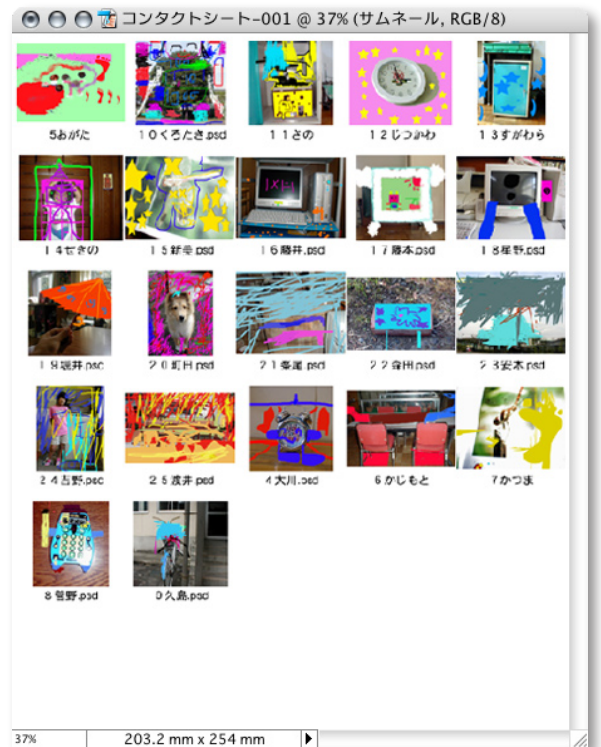 コンタクトシート-001 @ 37% (サムネール, RGB/8)
5おがた 10くろたき.psd 11さの 12じつかわ 13すがわら
14せきの 15新垂.psd 16藤井.psd 17藤本.psd 18星野.psd
19堀井.psd 20町田.psd 21峯尾.psd 22森田.psd 23安本.psd
24吉野.psd 25渡井.psd 4大川.psd 6かじもと 7かつま
8菅野.psd 9久島.psd
37% 203.2 mm x 254 mm